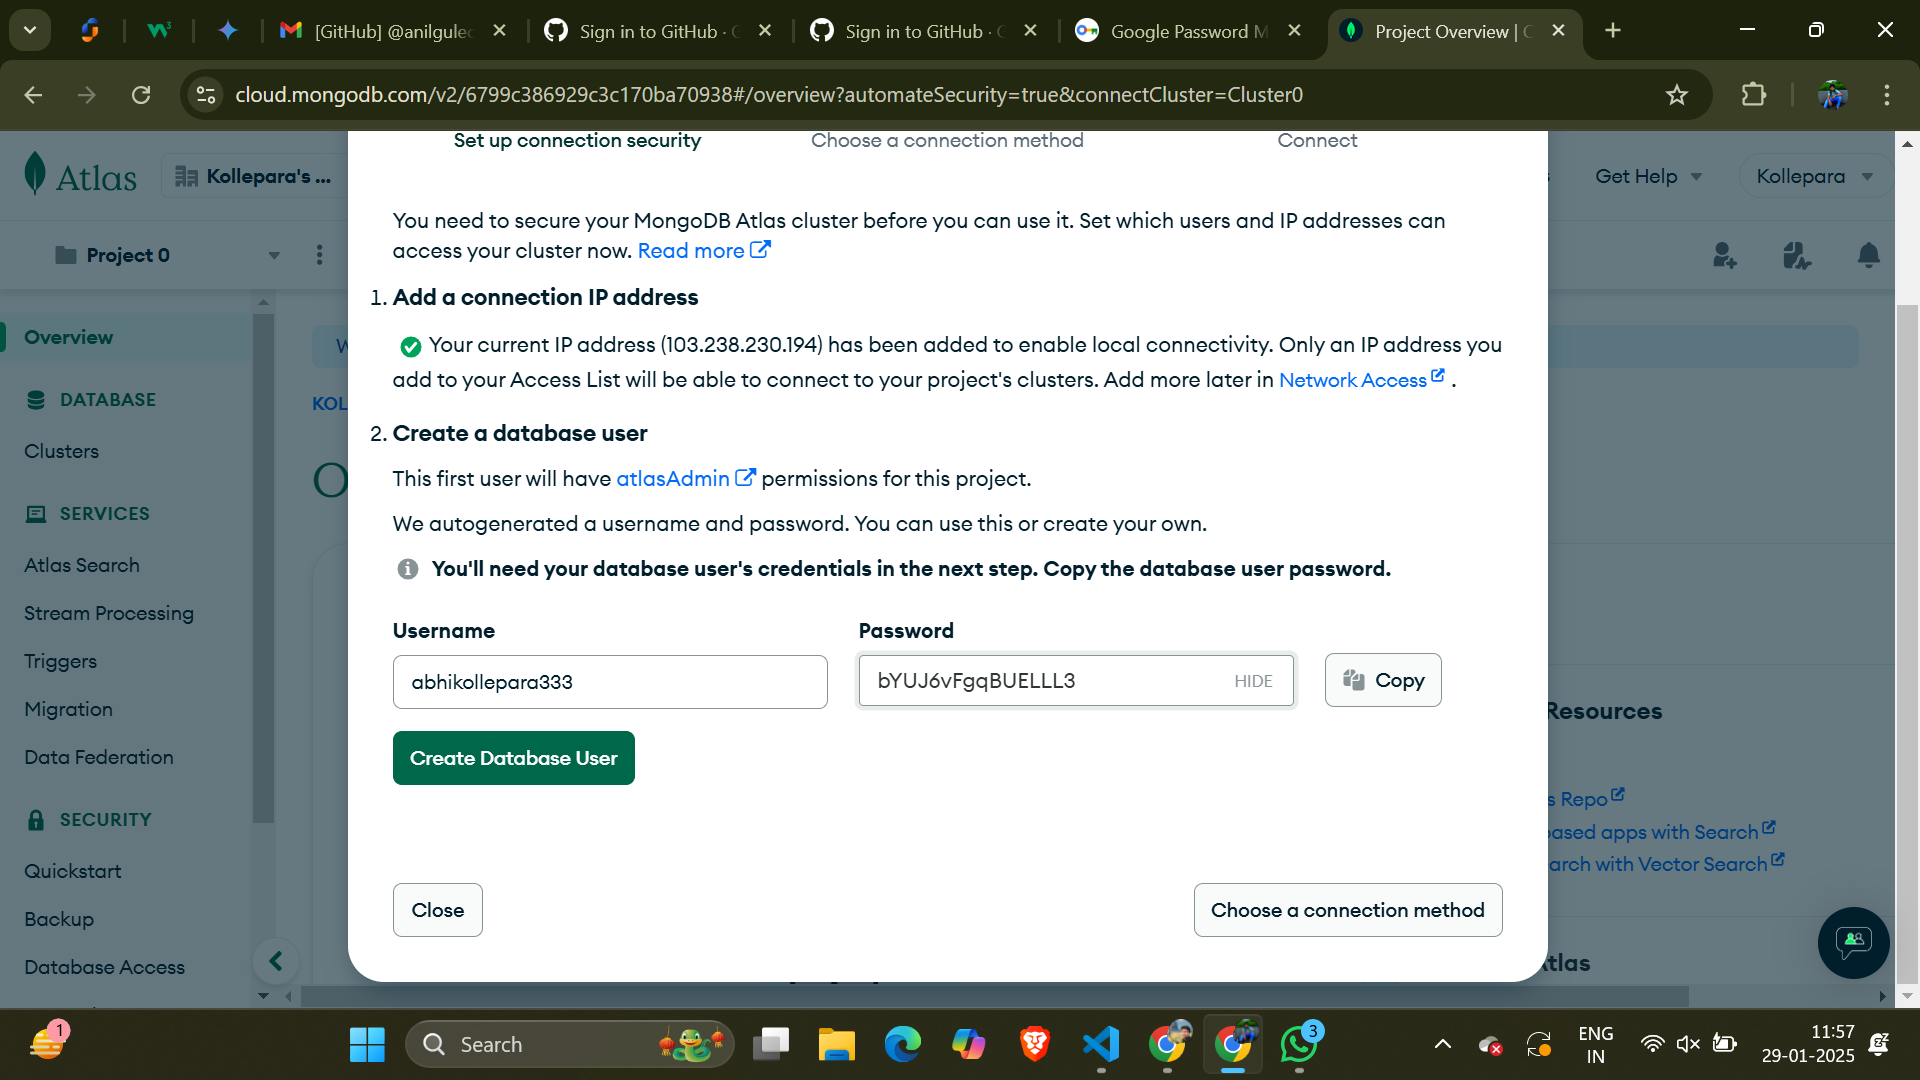 [GitHub] @anilgule
Sign in to GitHub ·
Sign in to GitHub ·
Google Password M
Project Overview |
cloud.mongodb.com/v2/6799c386929c3c170ba70938#/overview?automateSecurity=true&connectCluster=Cluster0
Set up connection security
Choose a connection method
Connect
Atlas
Kollepara's ...
Get Help
Kollepara
Project 0
You need to secure your MongoDB Atlas cluster before you can use it. Set which users and IP addresses can
access your cluster now. Read more
1. Add a connection IP address
Your current IP address (103.238.230.194) has been added to enable local connectivity. Only an IP address you
add to your Access List will be able to connect to your project's clusters. Add more later in Network Access .
2. Create a database user
This first user will have atlasAdmin permissions for this project.
We autogenerated a username and password. You can use this or create your own.
You'll need your database user's credentials in the next step. Copy the database user password.
Username
Password
abhikollepara333
bYUJ6vFgqBUELLL3
HIDE
Copy
Create Database User
Close
Choose a connection method
Overview
DATABASE
Clusters
SERVICES
Atlas Search
Stream Processing
Triggers
Migration
Data Federation
SECURITY
Quickstart
Backup
Database Access
W
KOL
O
Resources
s Repo
based apps with Search
arch with Vector Search
Atlas
1
Search
3
ENG
IN
11:57
29-01-2025